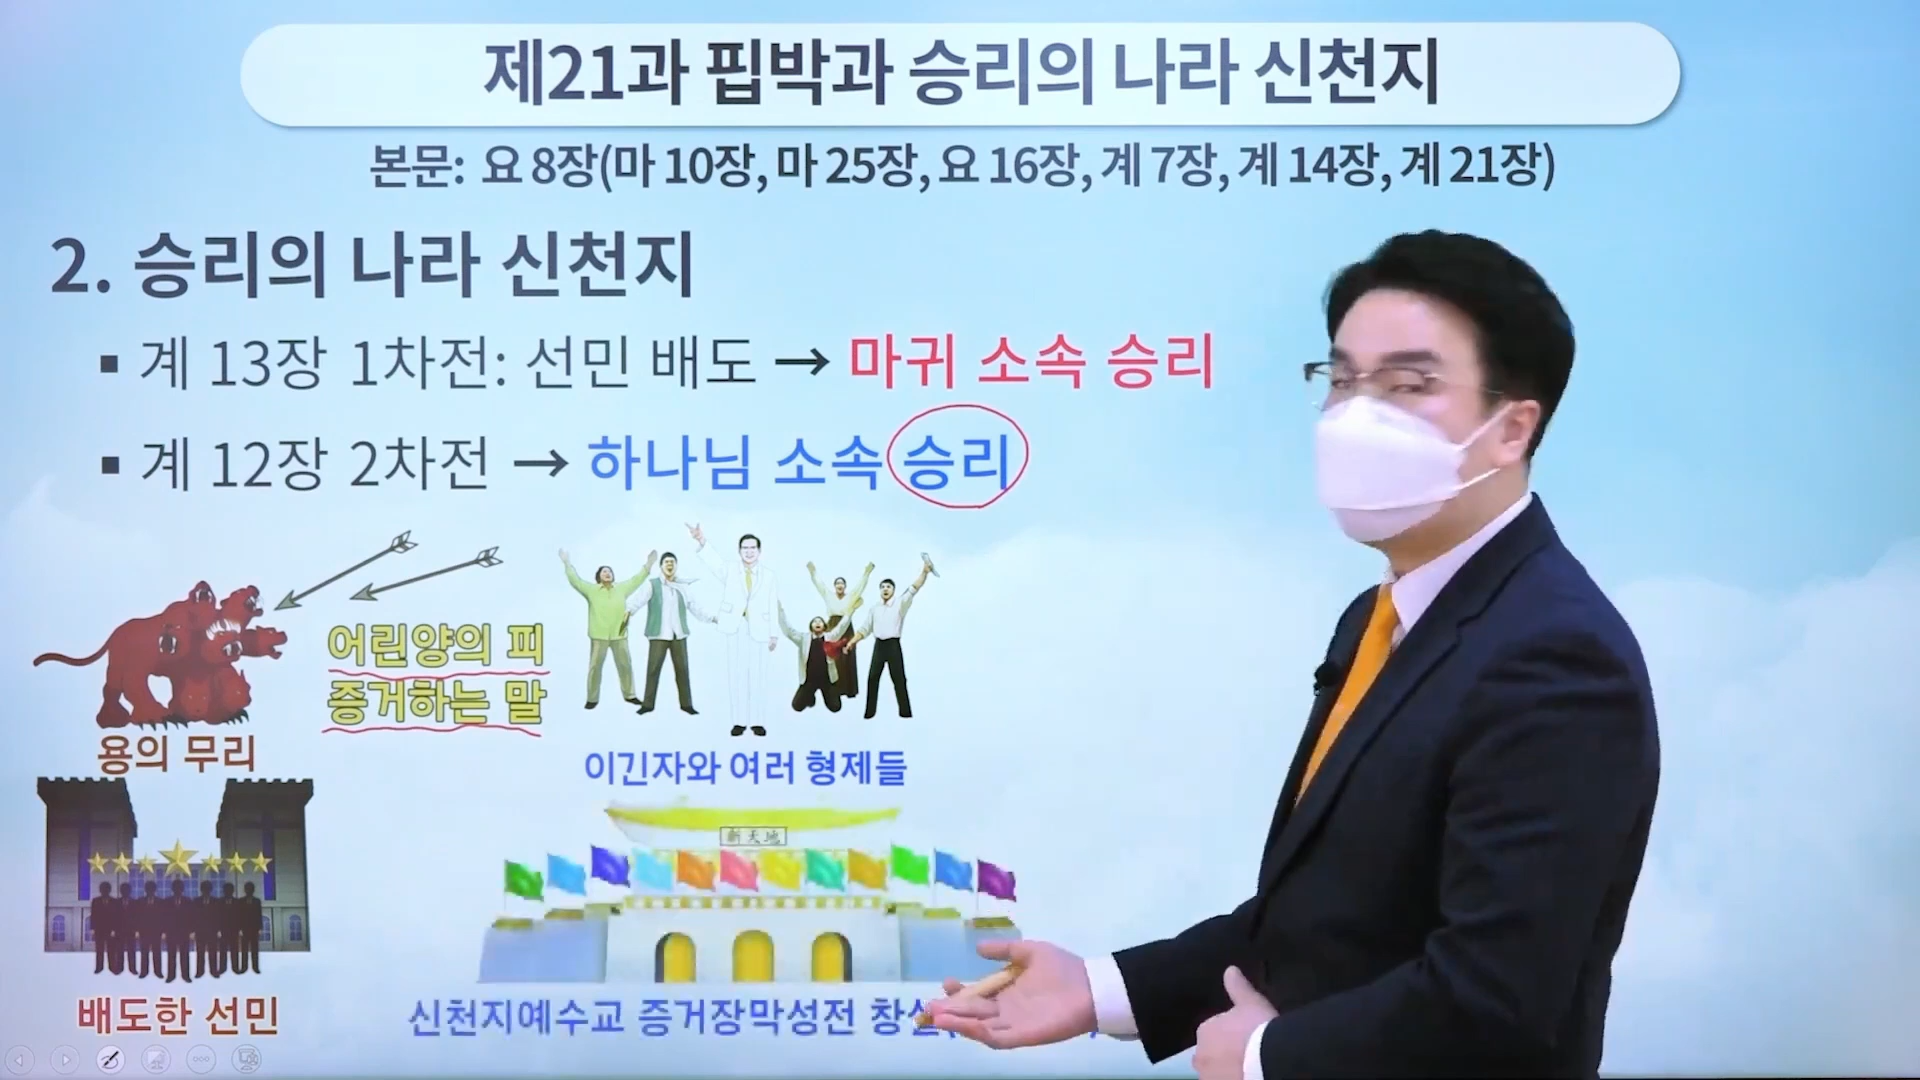 제21과 핍박과 승리의 나라 신천지
본문: 요 8장(마 10장, 마 25장, 요 16장, 계 7장, 계 14장, 계 21장)
2. 승리의 나라 신천지
▪ 계 13장 1차전: 선민 배도 → 마귀 소속 승리
▪ 계 12장 2차전 → 하나님 소속 승리
어린양의 피
증거하는 말
용의 무리
이긴자와 여러 형제들
新天地
배도한 선민
신천지예수교 증거장막성전